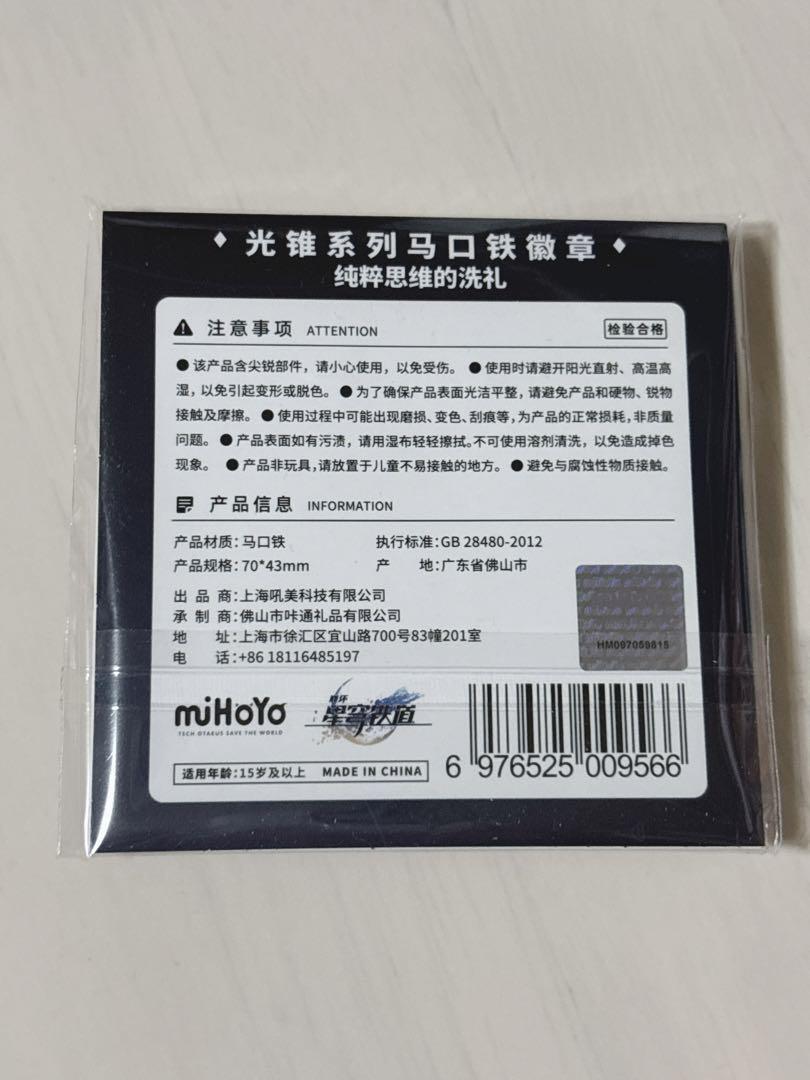 ♦ 光锥系列马口铁徽章 ♦
纯粹思维的洗礼
注意事项 ATTENTION
检验合格
● 该产品含尖锐部件，请小心使用，以免受伤。 ● 使用时请避开阳光直射、高温高
湿，以免引起变形或脱色。 ● 为了确保产品表面光洁平整，请避免产品和硬物、锐物
接触及摩擦。 ● 使用过程中可能出现磨损、变色、刮痕等，为产品的正常损耗，非质量
问题。 ● 产品表面如有污渍，请用湿布轻轻擦拭。不可使用溶剂清洗，以免造成掉色
现象。 ● 产品非玩具，请放置于儿童不易接触的地方。 ● 避免与腐蚀性物质接触。
产品信息 INFORMATION
产品材质：马口铁 执行标准：GB 28480-2012
产品规格：70*43mm 产 地：广东省佛山市
出 品 商：上海吼美科技有限公司
承 制 商：佛山市咔通礼品有限公司
地 址：上海市徐汇区宜山路700号83幢201室
电 话：+86 18116485197
HM097059815
miHoYo
TECH OTAKUS SAVE THE WORLD
崩坏
星穹铁道
适用年龄：15岁及以上 MADE IN CHINA
6 976525 009566